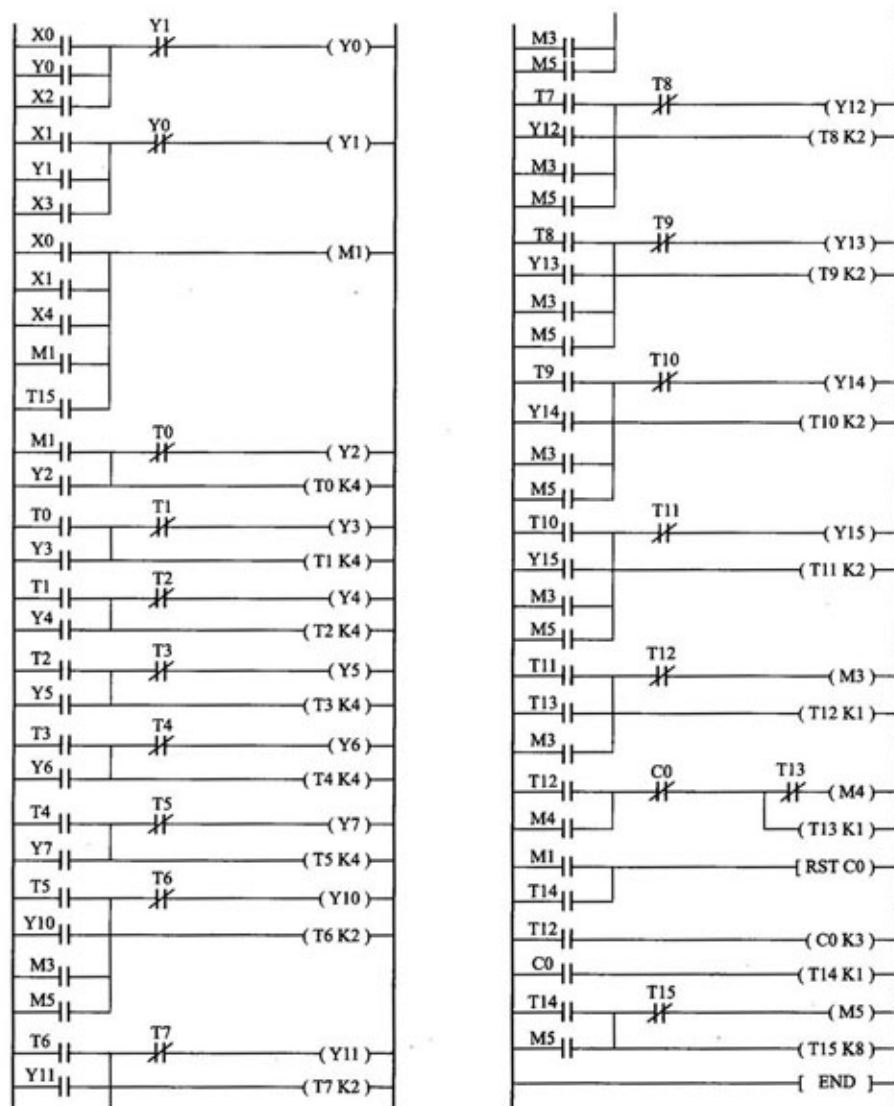 Y1
X0 (Y0)
Y0
X2
Y0
X1 (Y1)
Y1
X3
X0 (M1)
X1
X4
M1
T15
T0
M1 (Y2)
Y2 (T0 K4)
T1
T0 (Y3)
Y3 (T1 K4)
T2
T1 (Y4)
Y4 (T2 K4)
T3
T2 (Y5)
Y5 (T3 K4)
T4
T3 (Y6)
Y6 (T4 K4)
T5
T4 (Y7)
Y7 (T5 K4)
T6
T5 (Y10)
Y10 (T6 K2)
M3
M5
T7
T6 (Y11)
Y11 (T7 K2)
M3
M5
T8
T7 (Y12)
Y12 (T8 K2)
M3
M5
T9
T8 (Y13)
Y13 (T9 K2)
M3
M5
T10
T9 (Y14)
Y14 (T10 K2)
M3
M5
T11
T10 (Y15)
Y15 (T11 K2)
M3
M5
T12
T11 (M3)
T13 (T12 K1)
M3
C0 T13
T12 (M4)
M4 (T13 K1)
M1 [RST C0]
T14
T12 (C0 K3)
C0 (T14 K1)
T15
T14 (M5)
M5 (T15 K8)
[ END ]